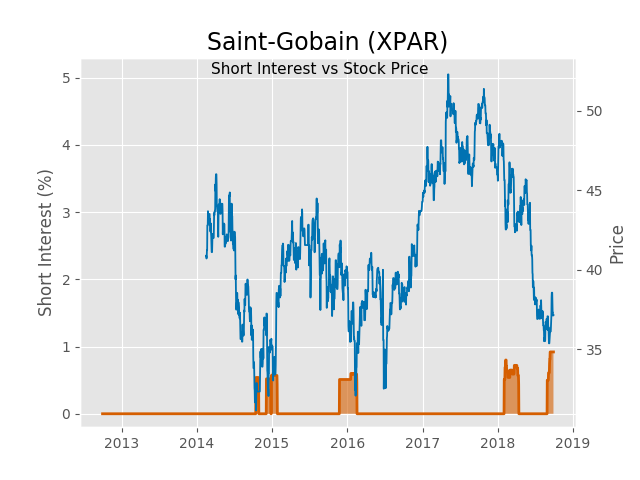 Saint-Gobain (XPAR)
Short Interest vs Stock Price
Short Interest (%)
5
4
3
2
1
0
50
45
40
35
Price
2013 2014 2015 2016 2017 2018 2019